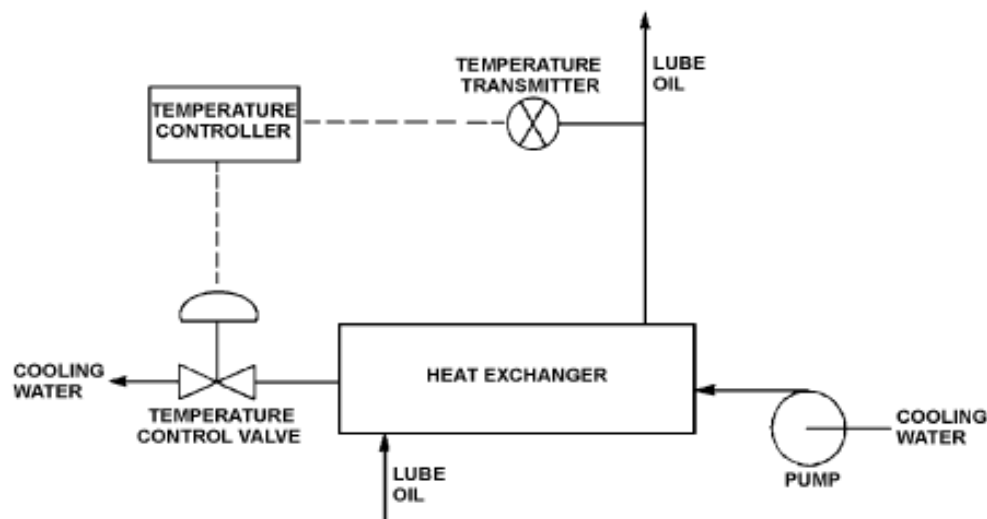 TEMPERATURE
TRANSMITTER
LUBE
OIL
TEMPERATURE
CONTROLLER
COOLING
WATER
TEMPERATURE
CONTROL VALVE
HEAT EXCHANGER
COOLING
WATER
PUMP
LUBE
OIL